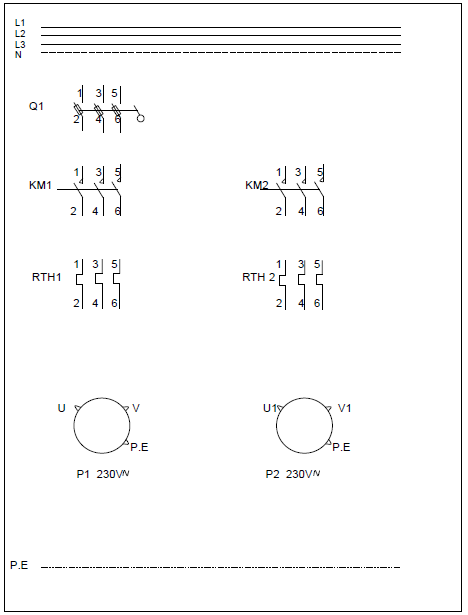 L1
L2
L3
N
1 3 5
Q1
2 4 6
1 3 5
KM1
2 4 6
1 3 5
KM2
2 4 6
1 3 5
RTH1
2 4 6
1 3 5
RTH 2
2 4 6
U V
P.E
P1 230V~
U1 V1
P.E
P2 230V~
P.E